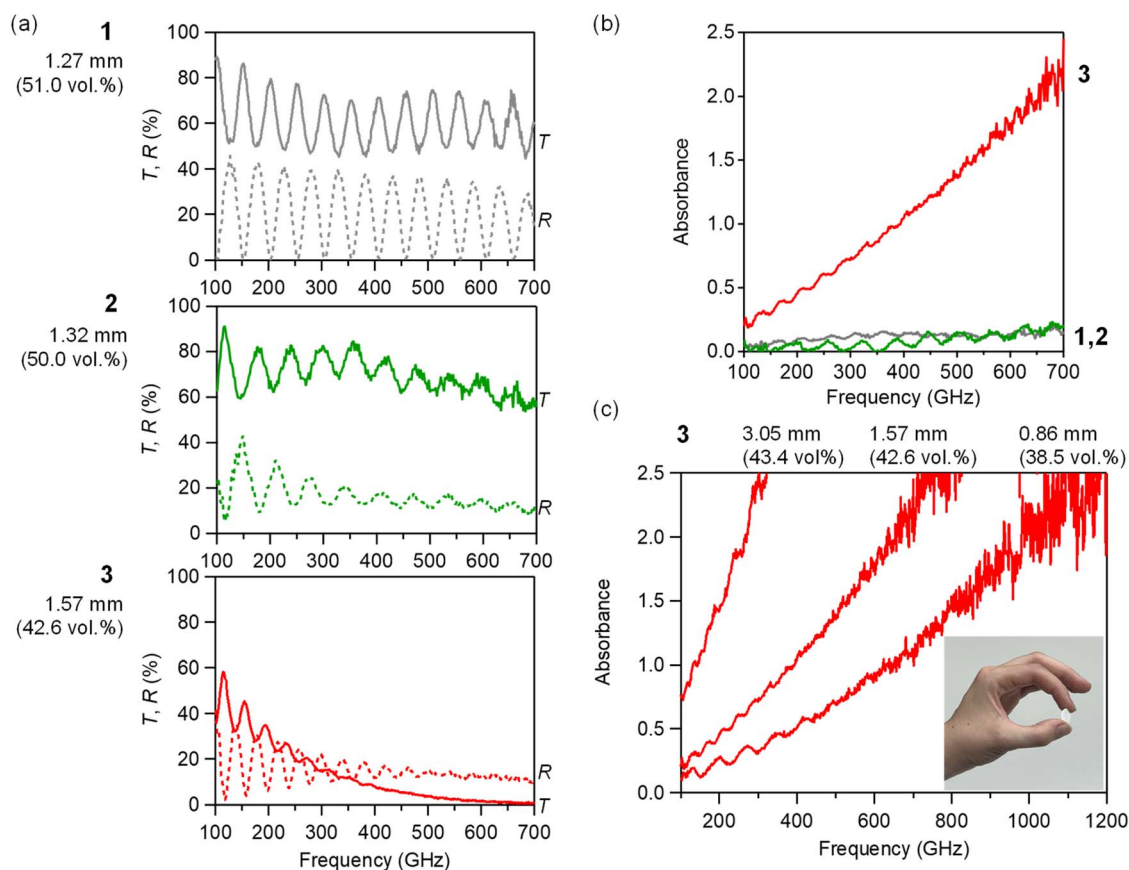 (a)
1
1.27 mm
(51.0 vol.%)
100
80
60
40
20
0
T, R (%)
T
R
100 200 300 400 500 600 700
2
1.32 mm
(50.0 vol.%)
100
80
60
40
20
0
T, R (%)
T
R
100 200 300 400 500 600 700
3
1.57 mm
(42.6 vol.%)
100
80
60
40
20
0
T, R (%)
R
T
100 200 300 400 500 600 700
Frequency (GHz)
(b)
2.5
2.0
1.5
1.0
0.5
0.0
Absorbance
3
1,2
100 200 300 400 500 600 700
Frequency (GHz)
(c)
3
3.05 mm
(43.4 vol%)
1.57 mm
(42.6 vol.%)
0.86 mm
(38.5 vol.%)
2.5
2.0
1.5
1.0
0.5
0.0
Absorbance
200 400 600 800 1000 1200
Frequency (GHz)